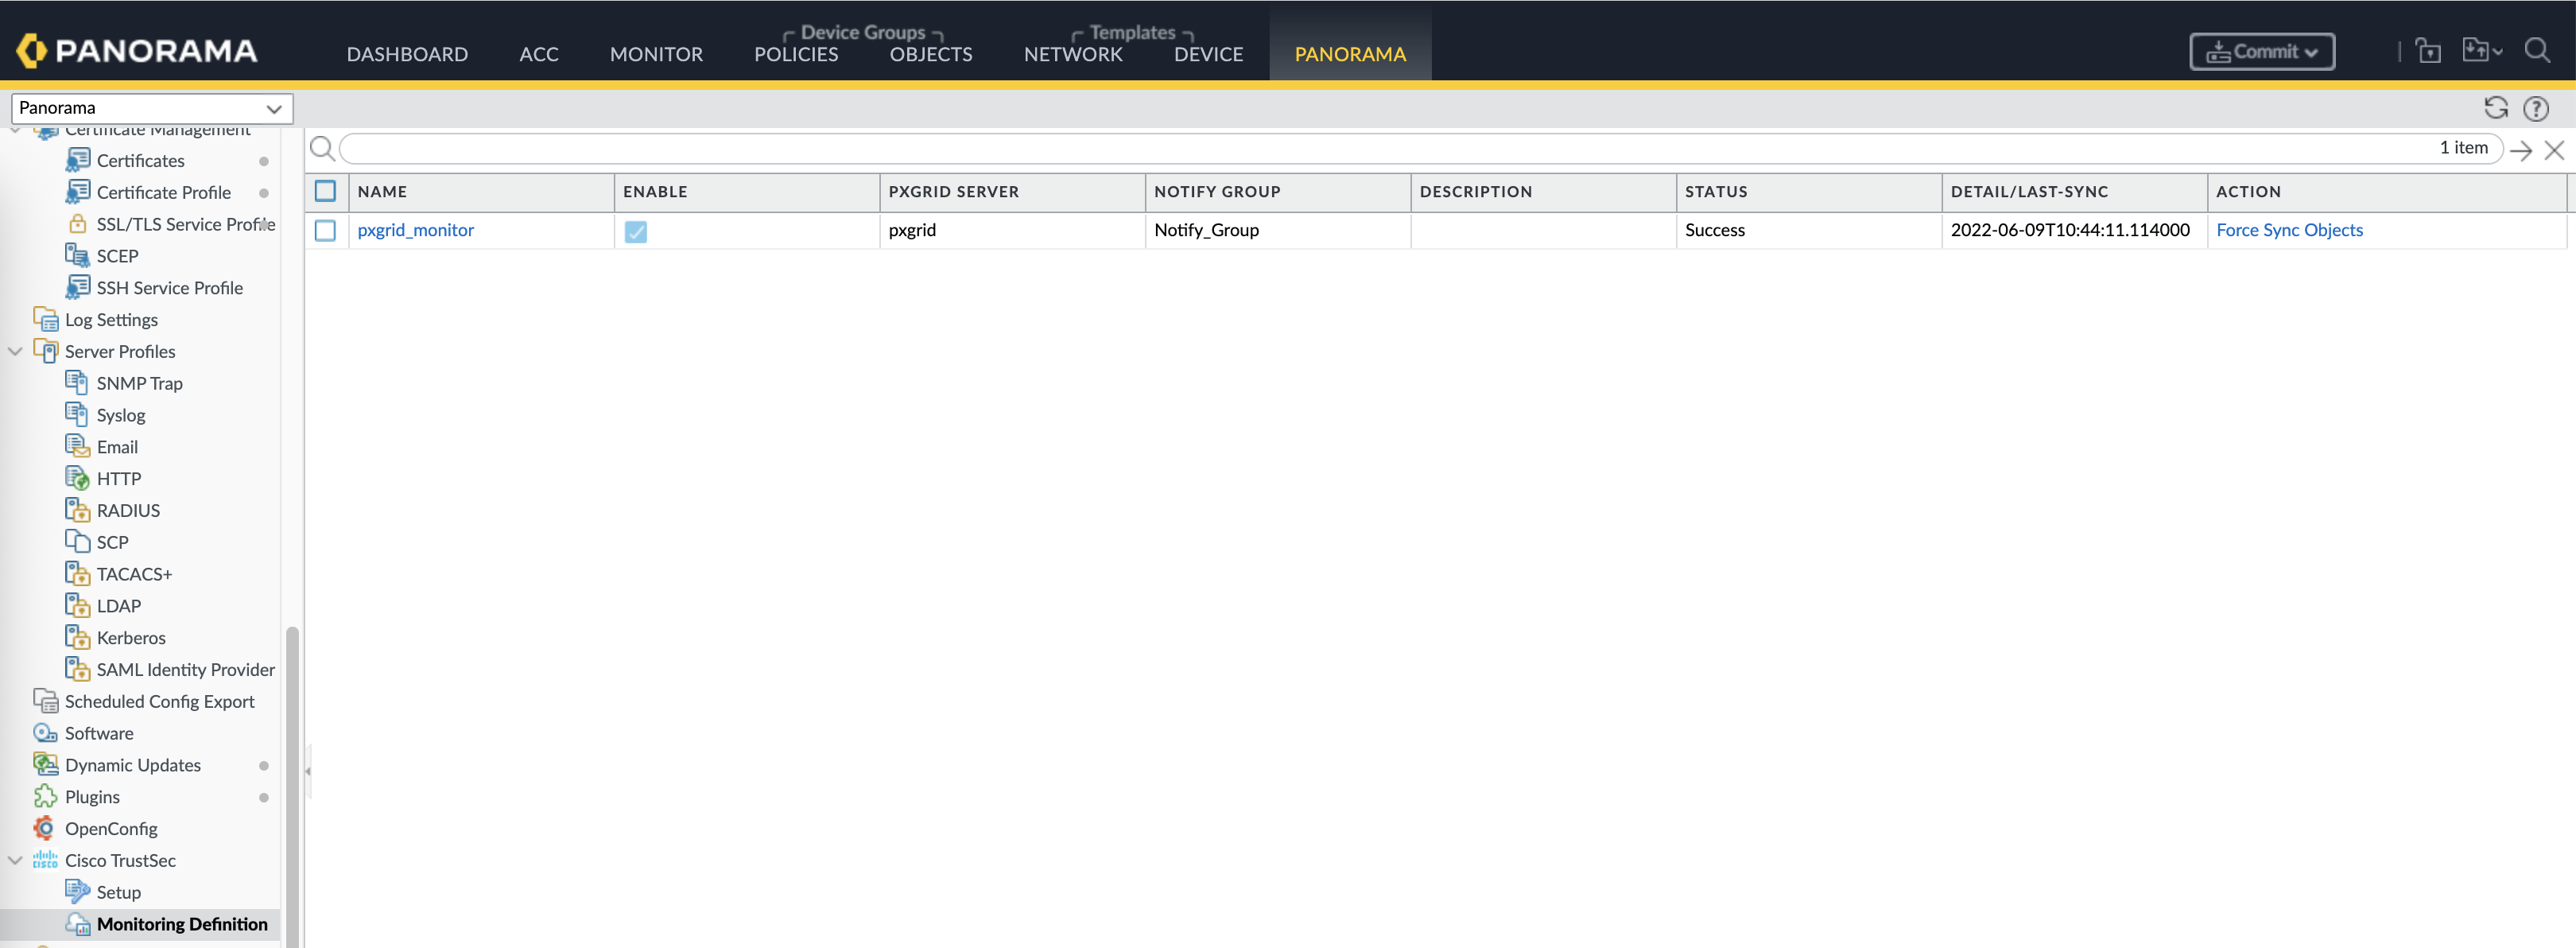 PANORAMA
Device Groups
Templates
DASHBOARD ACC MONITOR POLICIES OBJECTS NETWORK DEVICE PANORAMA
Commit
Panorama
Certificate Management
Certificates
Certificate Profile
SSL/TLS Service Profile
SCEP
SSH Service Profile
Log Settings
Server Profiles
SNMP Trap
Syslog
Email
HTTP
RADIUS
SCP
TACACS+
LDAP
Kerberos
SAML Identity Provider
Scheduled Config Export
Software
Dynamic Updates
Plugins
OpenConfig
CISCO Cisco TrustSec
Setup
Monitoring Definition
1 item
NAME ENABLE PXGRID SERVER NOTIFY GROUP DESCRIPTION STATUS DETAIL/LAST-SYNC ACTION
pxgrid_monitor pxgrid Notify_Group Success 2022-06-09T10:44:11.114000 Force Sync Objects